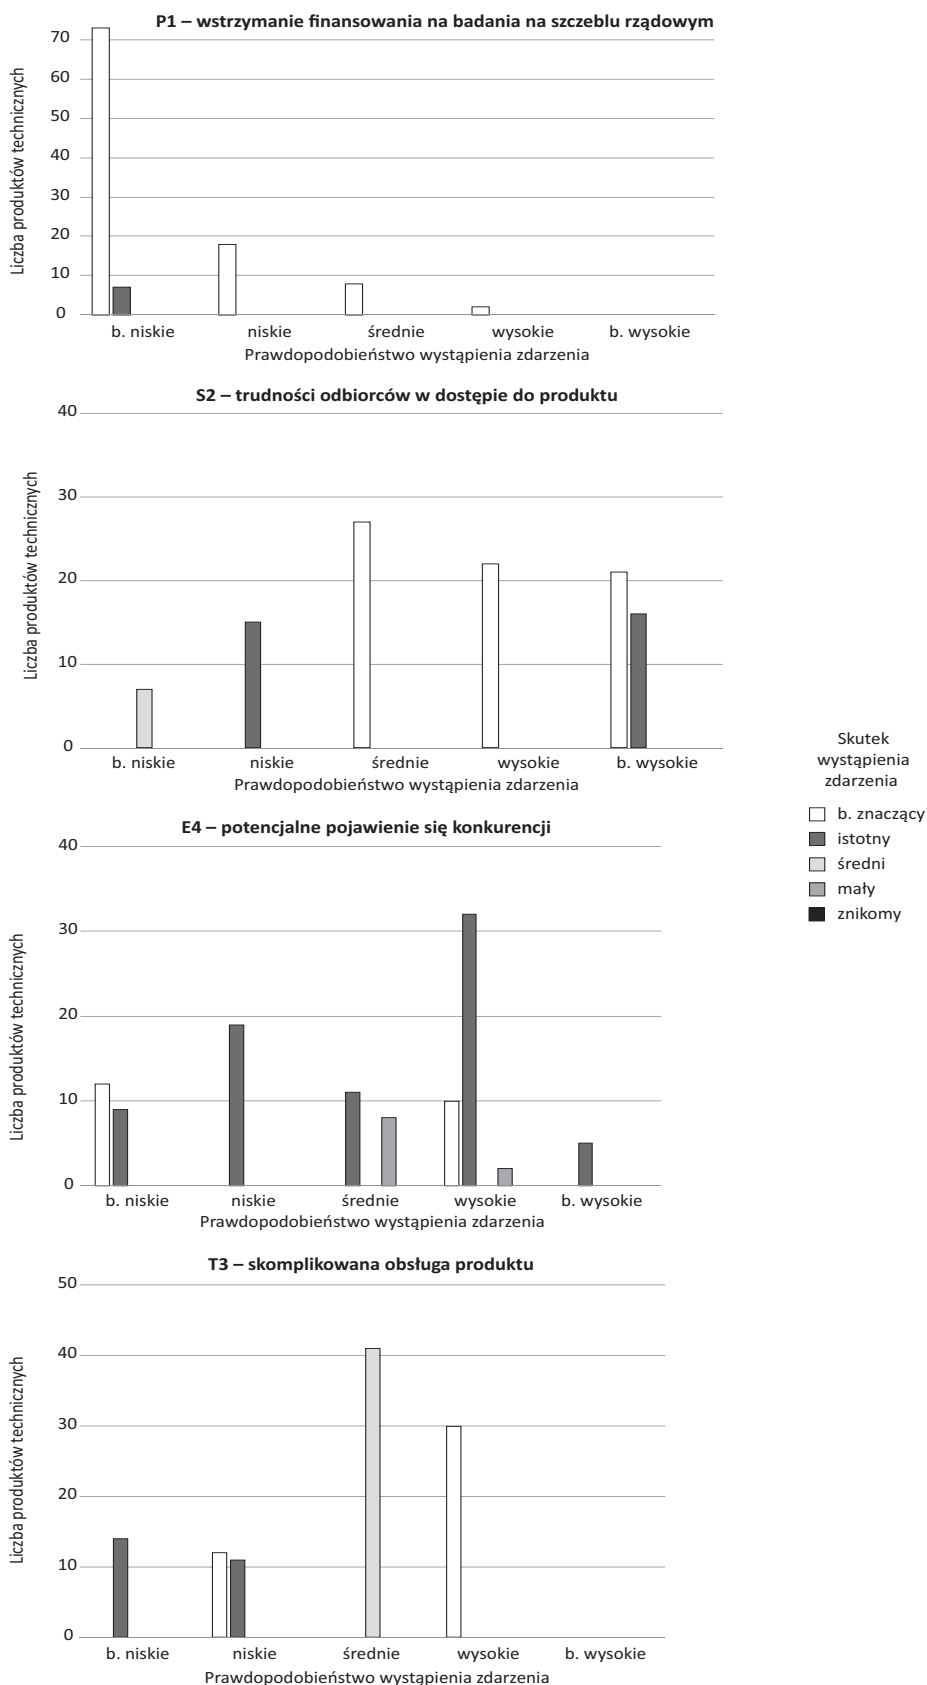 P1 – wstrzymanie finansowania na badania na szczeblu rządowym
Liczba produktów technicznych
70
60
50
40
30
20
10
0
b. niskie niskie średnie wysokie b. wysokie
Prawdopodobieństwo wystąpienia zdarzenia
S2 – trudności odbiorców w dostępie do produktu
Liczba produktów technicznych
40
30
20
10
0
b. niskie niskie średnie wysokie b. wysokie
Prawdopodobieństwo wystąpienia zdarzenia
Skutek
wystąpienia
zdarzenia
b. znaczący
istotny
średni
mały
znikomy
E4 – potencjalne pojawienie się konkurencji
Liczba produktów technicznych
40
30
20
10
0
b. niskie niskie średnie wysokie b. wysokie
Prawdopodobieństwo wystąpienia zdarzenia
T3 – skomplikowana obsługa produktu
Liczba produktów technicznych
50
40
30
20
10
0
b. niskie niskie średnie wysokie b. wysokie
Prawdopodobieństwo wystąpienia zdarzenia